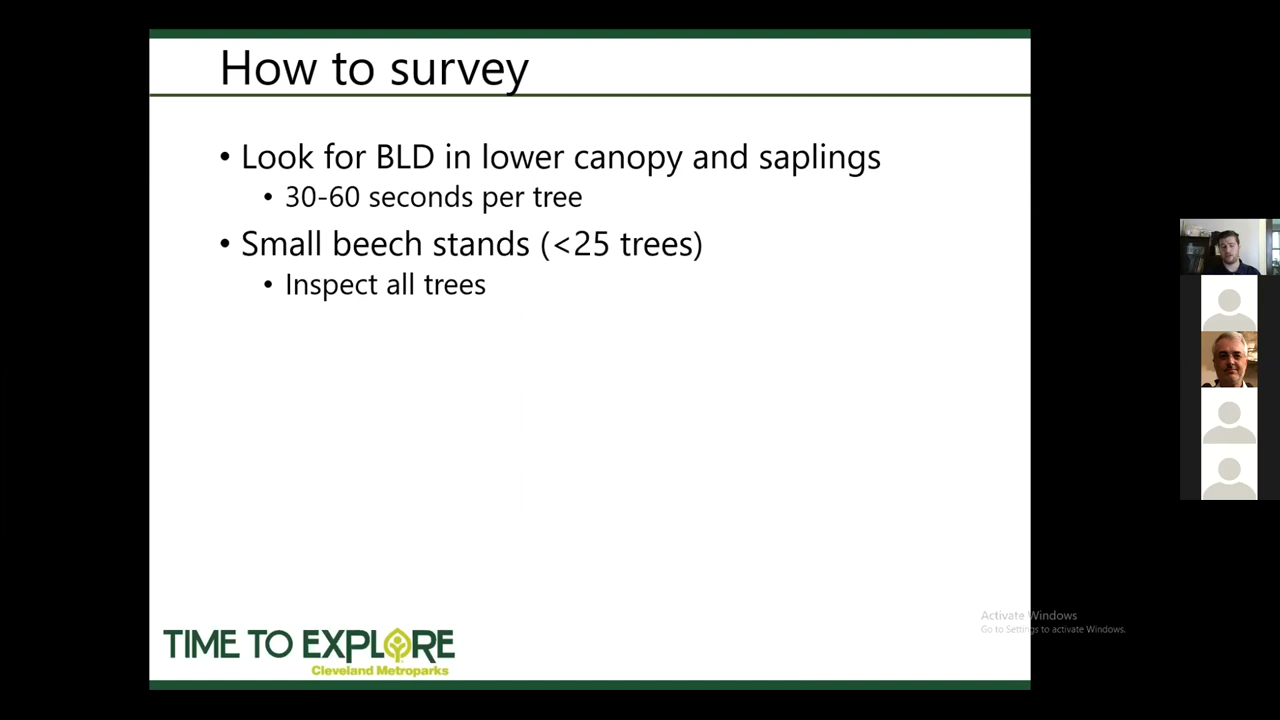 How to survey
• Look for BLD in lower canopy and saplings
• 30-60 seconds per tree
• Small beech stands (<25 trees)
• Inspect all trees
Activate Windows
Go to Settings to activate Windows.
TIME TO EXPLORE
Cleveland Metroparks